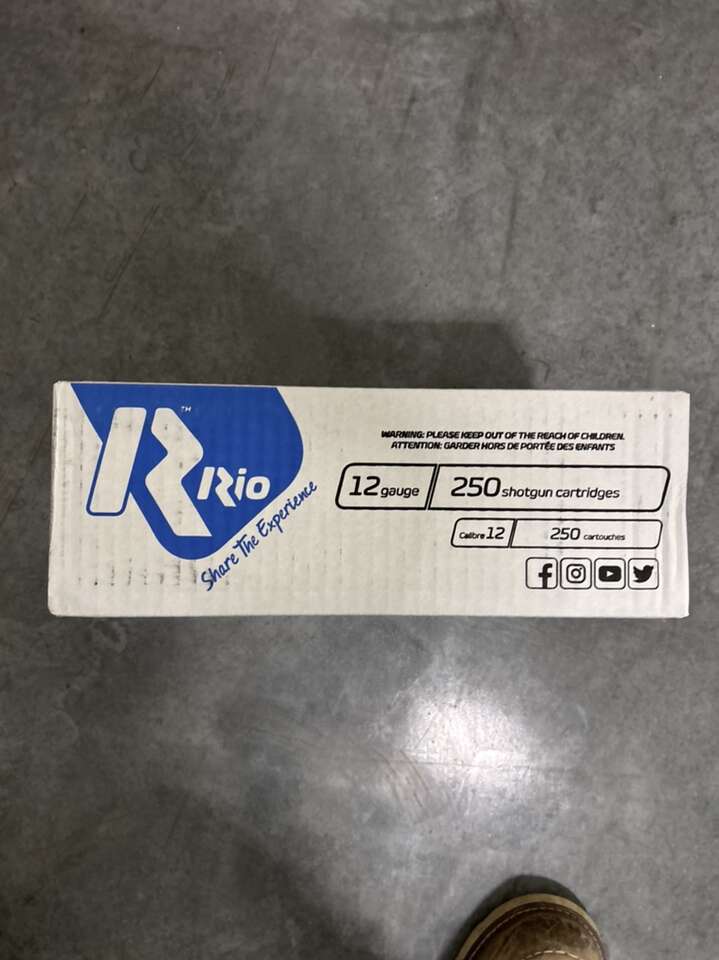 WARNING: PLEASE KEEP OUT OF THE REACH OF CHILDREN.
ATTENTION: GARDER HORS DE PORTÉE DES ENFANTS
R™
Rio
Share The Experience
12 gauge 250 shotgun cartridges
Calibre 12 250 cartouches